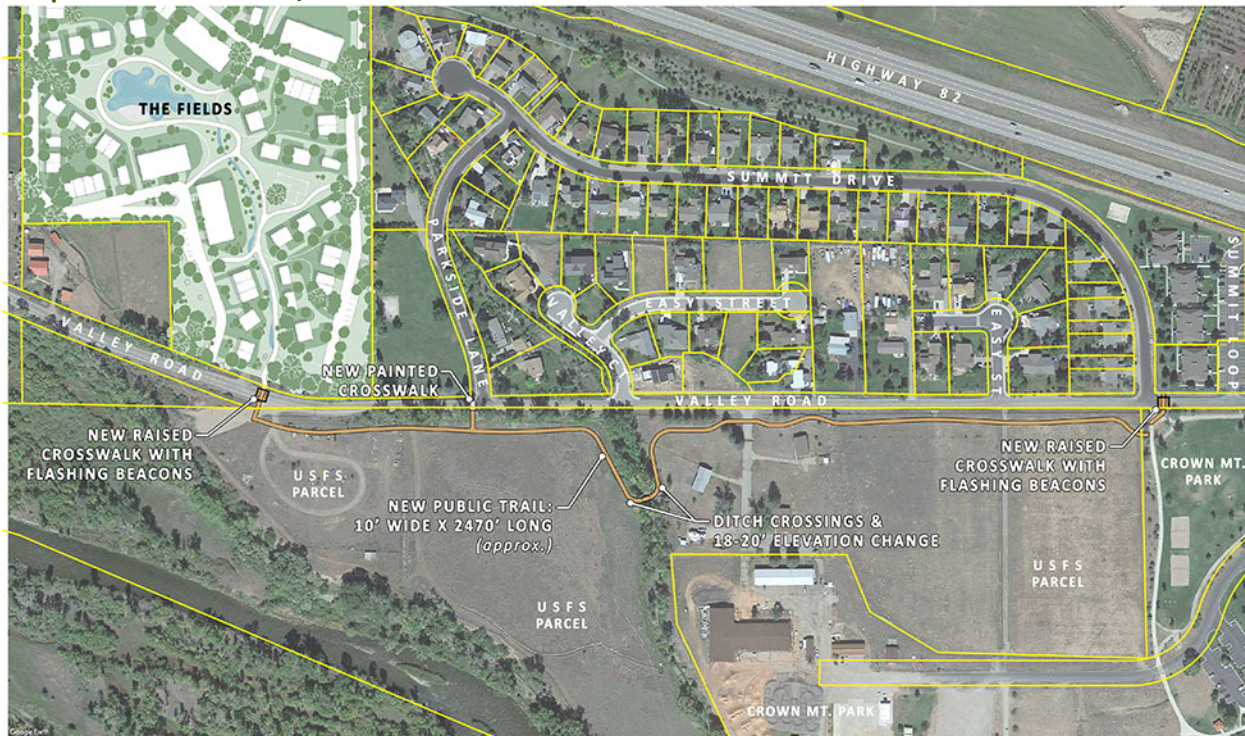 HIGHWAY 82
THE FIELDS
SUMMIT DRIVE
PARKSIDE LANE
SUMMIT LOOP
EASY STREET
VALLEY CT
EASY ST
VALLEY ROAD
NEW PAINTED
CROSSWALK
VALLEY ROAD
NEW RAISED
CROSSWALK WITH
FLASHING BEACONS
NEW RAISED
CROSSWALK WITH
FLASHING BEACONS
CROWN MT.
PARK
USFS
PARCEL
NEW PUBLIC TRAIL:
10' WIDE X 2470' LONG
(approx.)
DITCH CROSSINGS &
18-20' ELEVATION CHANGE
USFS
PARCEL
USFS
PARCEL
CROWN MT. PARK
Google Earth